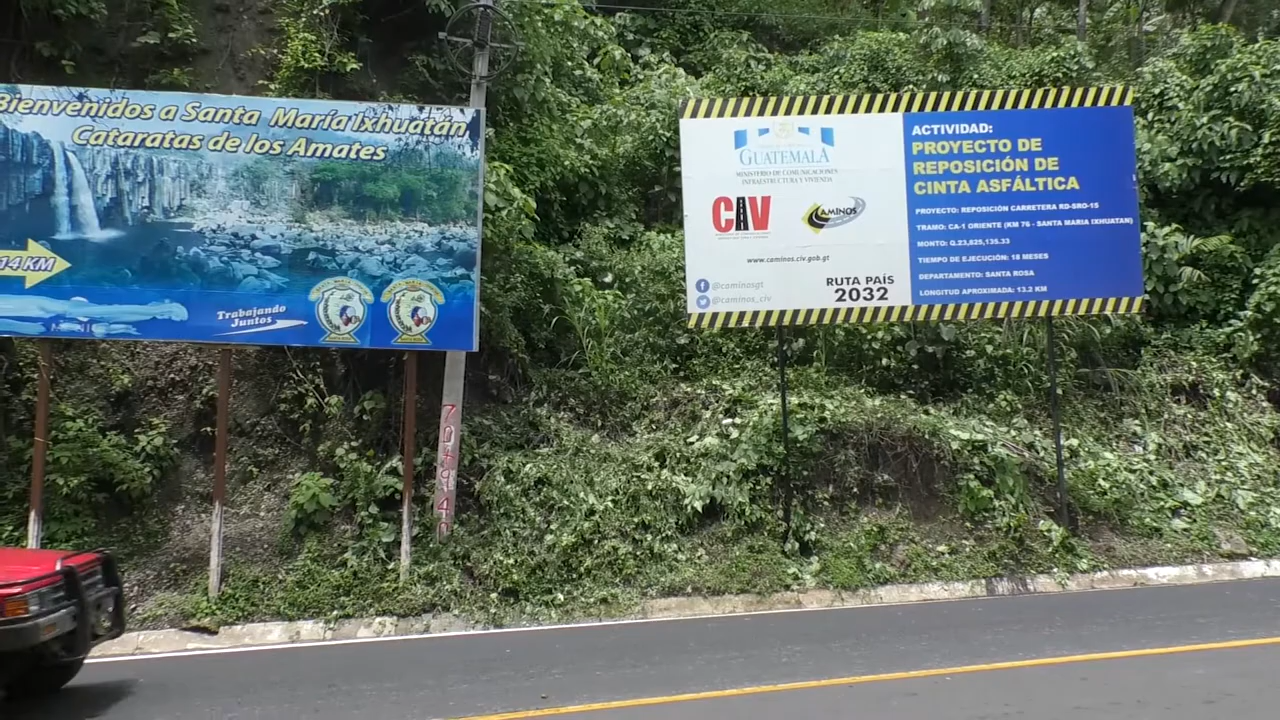 Bienvenidos a Santa María Ixhuatán
Cataratas de los Amates
14 KM
Trabajando
Juntos
70494
GUATEMALA
MINISTERIO DE COMUNICACIONES
INFRAESTRUCTURA Y VIVIENDA
CAV
CAMINOS
www.caminos.civ.gob.gt
@caminosgt
@caminos_civ
RUTA PAÍS
2032
ACTIVIDAD:
PROYECTO DE
REPOSICIÓN DE
CINTA ASFÁLTICA
PROYECTO: REPOSICIÓN CARRETERA RD-SRO-15
TRAMO: CA-1 ORIENTE (KM 76 - SANTA MARIA IXHUATAN)
MONTO: Q.23,825,135.33
TIEMPO DE EJECUCIÓN: 18 MESES
DEPARTAMENTO: SANTA ROSA
LONGITUD APROXIMADA: 13.2 KM